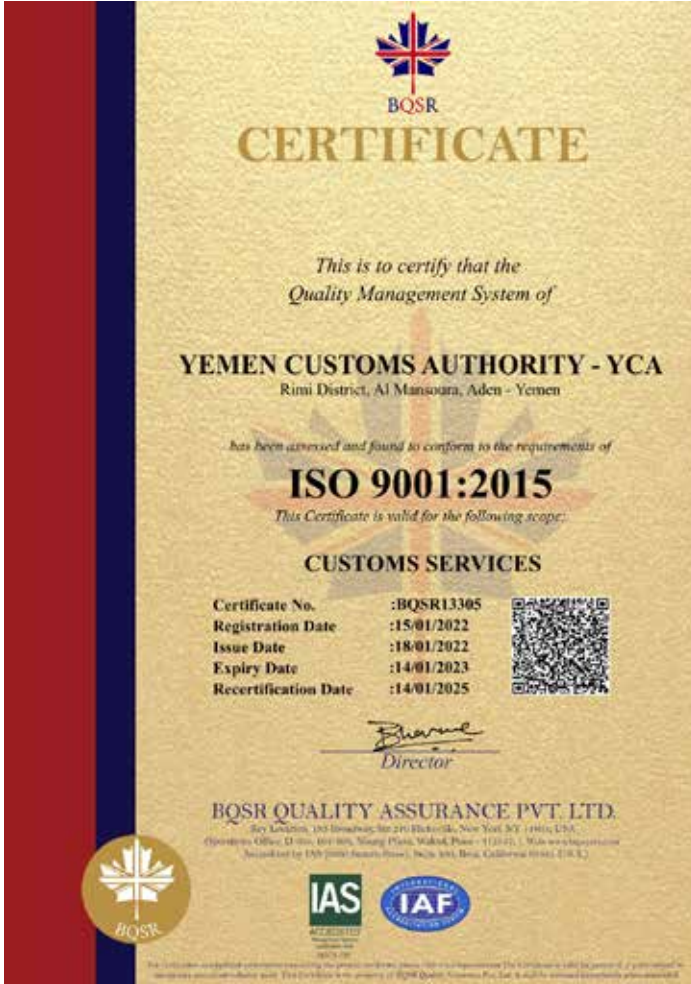 BQSR
CERTIFICATE
This is to certify that the
Quality Management System of
YEMEN CUSTOMS AUTHORITY - YCA
Rimi District, Al Mansoura, Aden - Yemen
has been assessed and found to conform to the requirements of
ISO 9001:2015
This Certificate is valid for the following scope:
CUSTOMS SERVICES
Certificate No. :BQSR13305
Registration Date :15/01/2022
Issue Date :18/01/2022
Expiry Date :14/01/2023
Recertification Date :14/01/2025
Director
BQSR QUALITY ASSURANCE PVT. LTD.
BQSR
IAS
ACCREDITED
INTERNATIONAL
IAF
ACCREDITATION FORUM